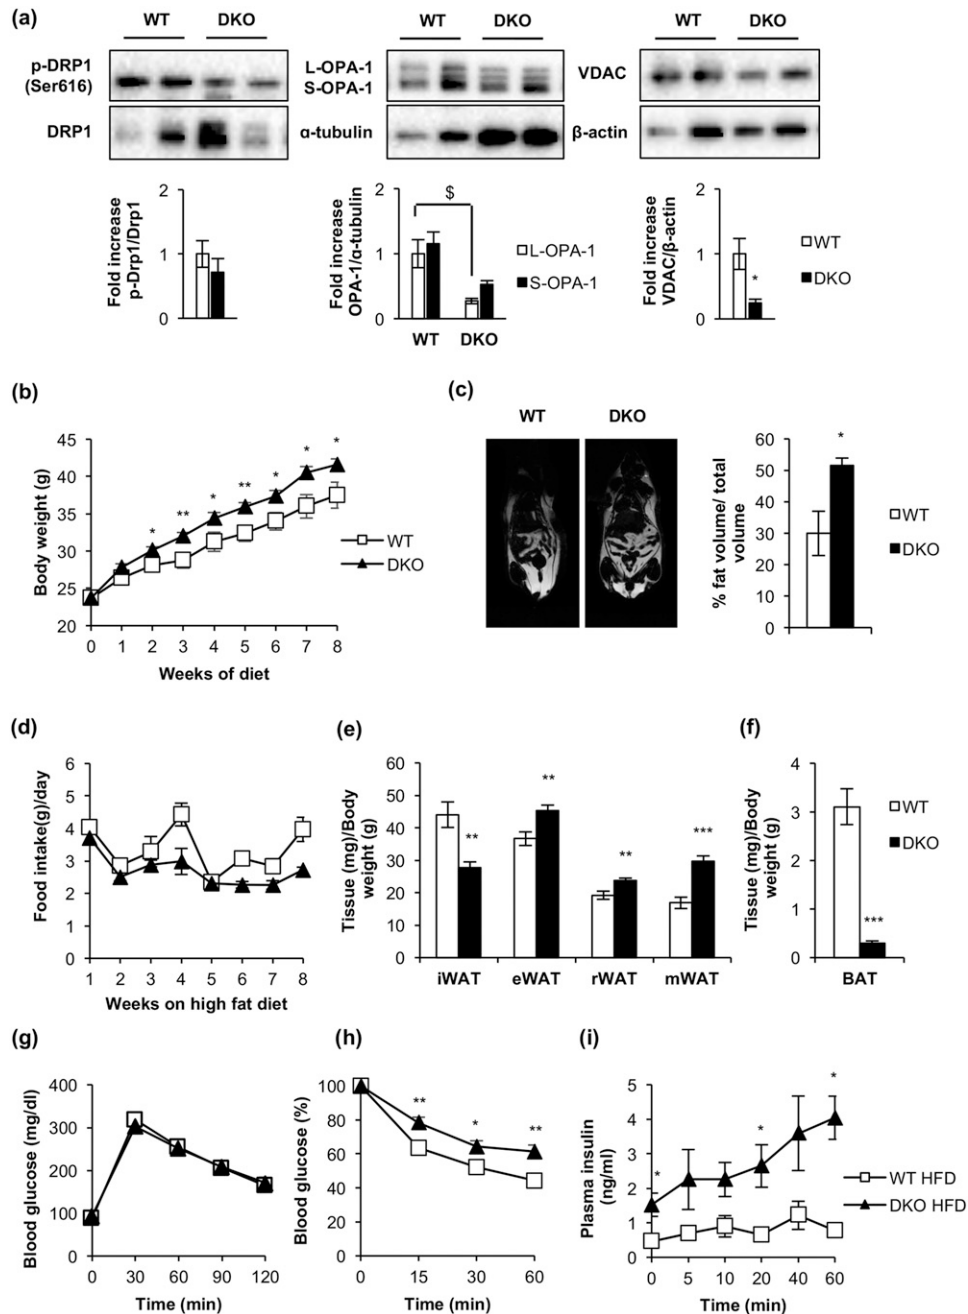 (a)
WT DKO
WT DKO
WT DKO
p-DRP1
(Ser616)
DRP1
L-OPA-1
S-OPA-1
α-tubulin
VDAC
β-actin
Fold increase
p-Drp1/Drp1
2
1
0
Fold increase
OPA-1/α-tubulin
2
1
0
$
WT DKO
L-OPA-1
S-OPA-1
Fold increase
VDAC/β-actin
2
1
0
*
WT
DKO
(b)
Body weight (g)
45
40
35
30
25
20
* ** * ** * * *
0 1 2 3 4 5 6 7 8
Weeks of diet
WT
DKO
(c)
WT DKO
% fat volume/ total
volume
60
50
40
30
20
10
0
*
WT
DKO
(d)
Food intake(g)/day
6
5
4
3
2
1
0
1 2 3 4 5 6 7 8
Weeks on high fat diet
(e)
Tissue (mg)/Body
weight (g)
60
50
40
30
20
10
0
** ** ** ***
iWAT eWAT rWAT mWAT
(f)
Tissue (mg)/Body
weight (g)
4
3
2
1
0
***
BAT
WT
DKO
(g)
Blood glucose (mg/dl)
400
300
200
100
0
0 30 60 90 120
Time (min)
(h)
Blood glucose (%)
100
80
60
40
20
0
** * **
0 15 30 60
Time (min)
(i)
Plasma insulin
(ng/ml)
5
4
3
2
1
0
* * *
0 5 10 20 40 60
Time (min)
WT HFD
DKO HFD